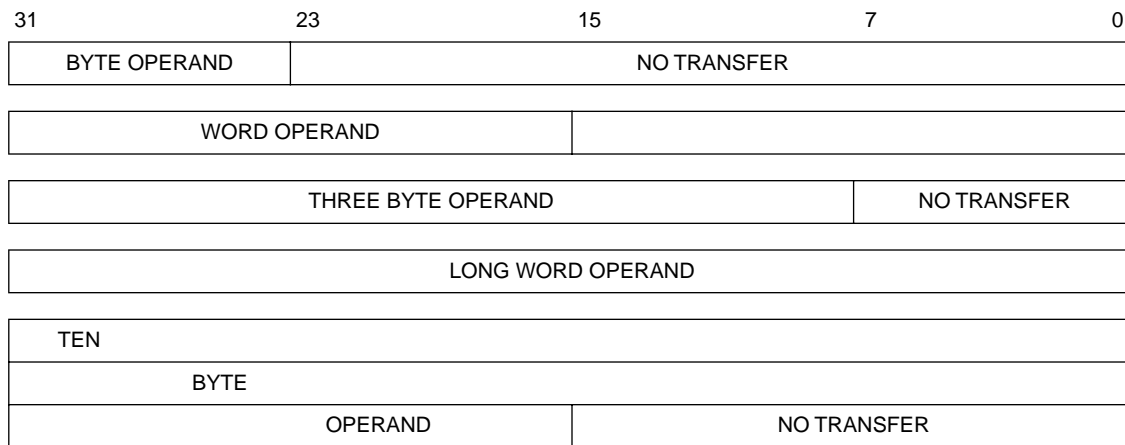 31 23 15 7 0
BYTE OPERAND NO TRANSFER
WORD OPERAND
THREE BYTE OPERAND NO TRANSFER
LONG WORD OPERAND
TEN
BYTE
OPERAND NO TRANSFER